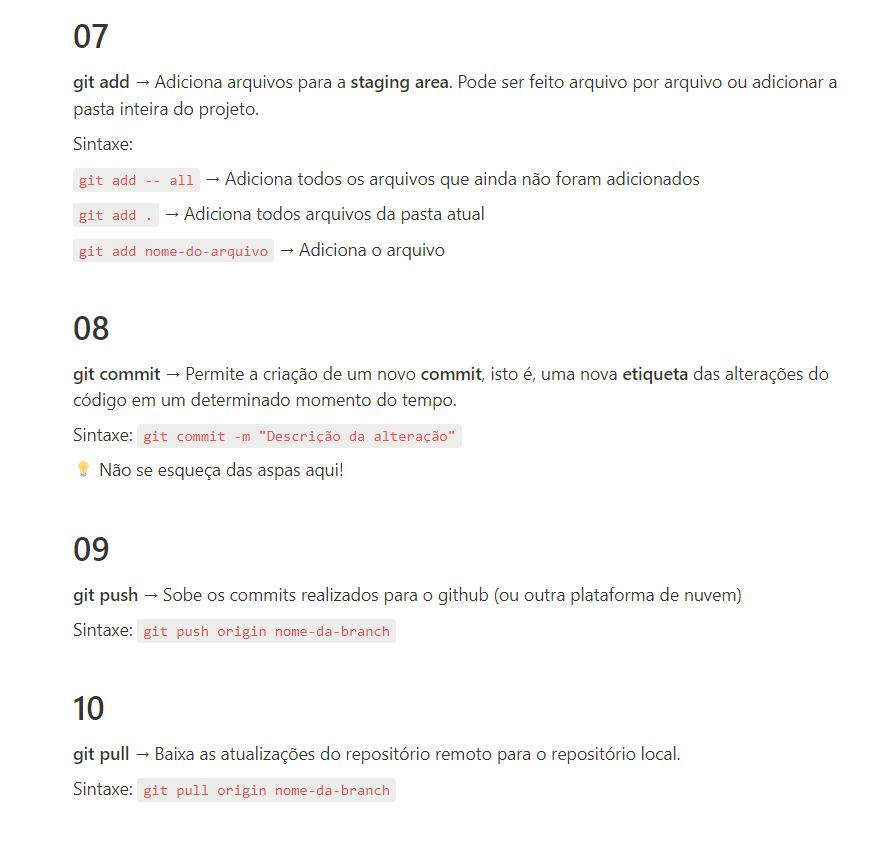 07
git add → Adiciona arquivos para a staging area. Pode ser feito arquivo por arquivo ou adicionar a
pasta inteira do projeto.
Sintaxe:
git add -- all → Adiciona todos os arquivos que ainda não foram adicionados
git add . → Adiciona todos arquivos da pasta atual
git add nome-do-arquivo → Adiciona o arquivo
08
git commit → Permite a criação de um novo commit, isto é, uma nova etiqueta das alterações do
código em um determinado momento do tempo.
Sintaxe: git commit -m "Descrição da alteração"
💡 Não se esqueça das aspas aqui!
09
git push → Sobe os commits realizados para o github (ou outra plataforma de nuvem)
Sintaxe: git push origin nome-da-branch
10
git pull → Baixa as atualizações do repositório remoto para o repositório local.
Sintaxe: git pull origin nome-da-branch